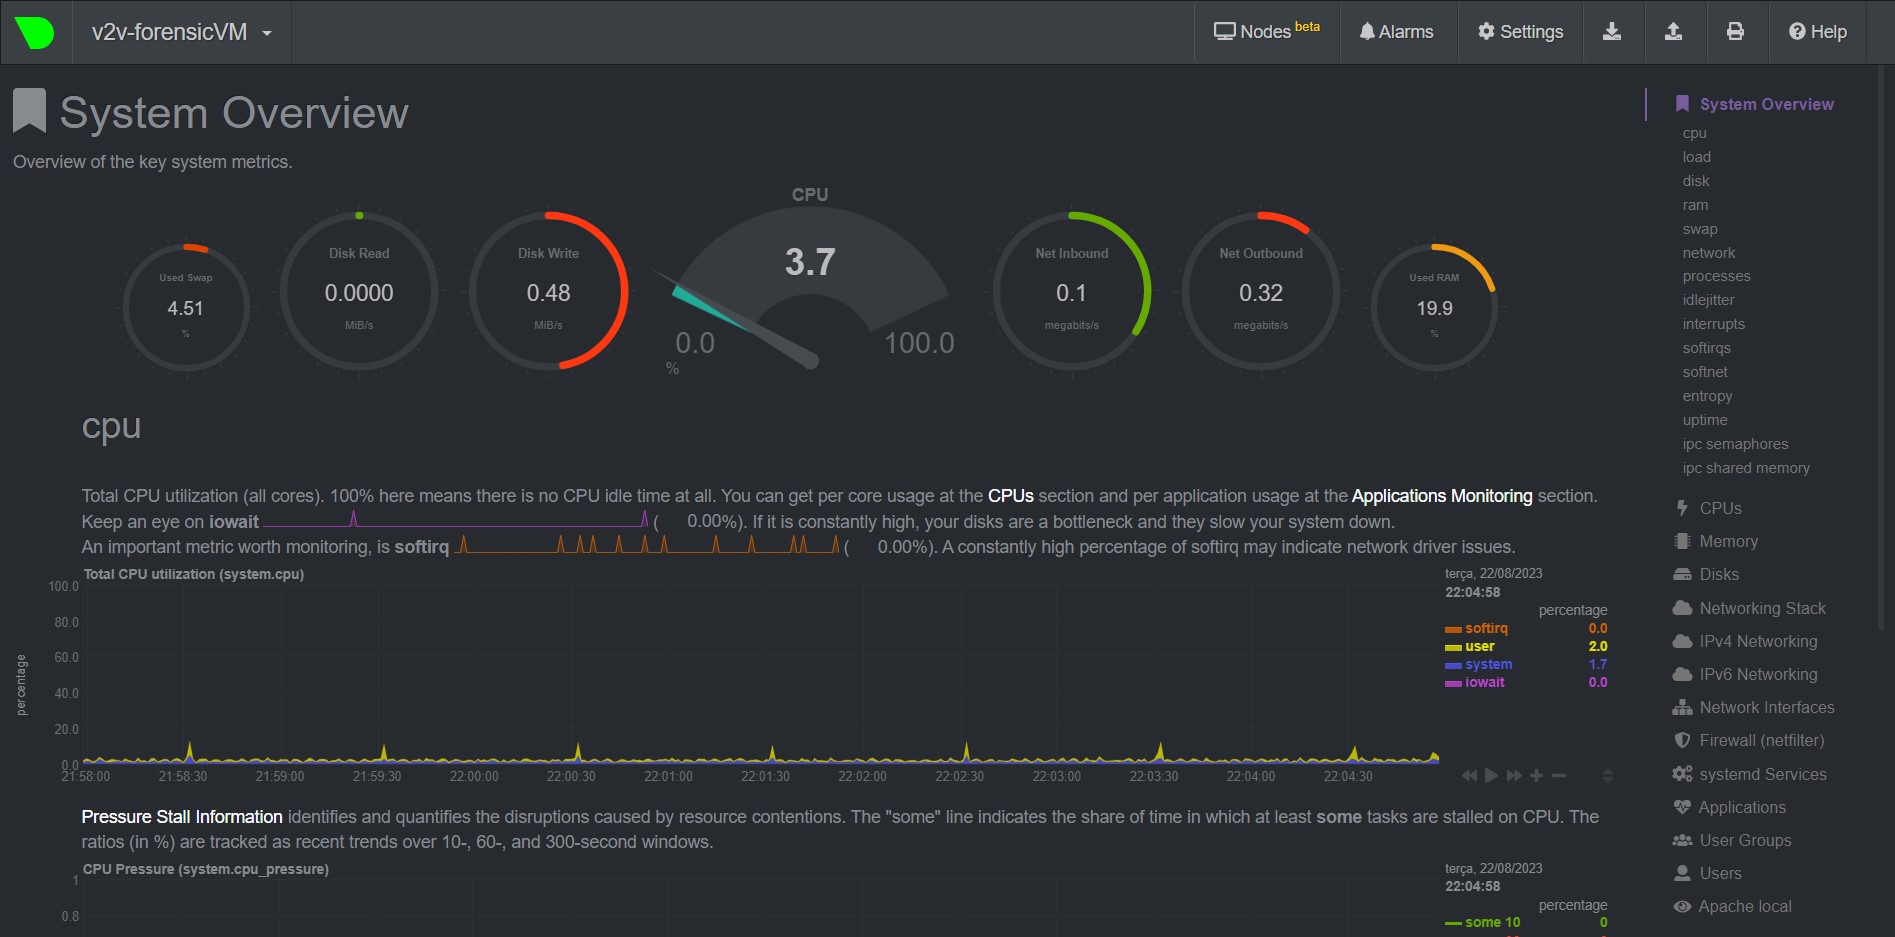 v2v-forensicVM
Nodes beta
Alarms
Settings
Help
System Overview
Overview of the key system metrics.
Used Swap
4.51
%
Disk Read
0.0000
MiB/s
Disk Write
0.48
MiB/s
CPU
3.7
0.0
100.0
%
Net Inbound
0.1
megabits/s
Net Outbound
0.32
megabits/s
Used RAM
19.9
%
cpu
Total CPU utilization (all cores). 100% here means there is no CPU idle time at all. You can get per core usage at the CPUs section and per application usage at the Applications Monitoring section.
Keep an eye on iowait ( 0.00%). If it is constantly high, your disks are a bottleneck and they slow your system down.
An important metric worth monitoring, is softirq ( 0.00%). A constantly high percentage of softirq may indicate network driver issues.
Total CPU utilization (system.cpu)
percentage
100.0
80.0
60.0
40.0
20.0
0.0
21:58:00 21:58:30 21:59:00 21:59:30 22:00:00 22:00:30 22:01:00 22:01:30 22:02:00 22:02:30 22:03:00 22:03:30 22:04:00 22:04:30
terça, 22/08/2023
22:04:58
percentage
softirq 0.0
user 2.0
system 1.7
iowait 0.0
Pressure Stall Information identifies and quantifies the disruptions caused by resource contentions. The "some" line indicates the share of time in which at least some tasks are stalled on CPU. The
ratios (in %) are tracked as recent trends over 10-, 60-, and 300-second windows.
CPU Pressure (system.cpu_pressure)
1
0.8
terça, 22/08/2023
22:04:58
percentage
some 10 0
System Overview
cpu
load
disk
ram
swap
network
processes
idlejitter
interrupts
softirqs
softnet
entropy
uptime
ipc semaphores
ipc shared memory
CPUs
Memory
Disks
Networking Stack
IPv4 Networking
IPv6 Networking
Network Interfaces
Firewall (netfilter)
systemd Services
Applications
User Groups
Users
Apache local